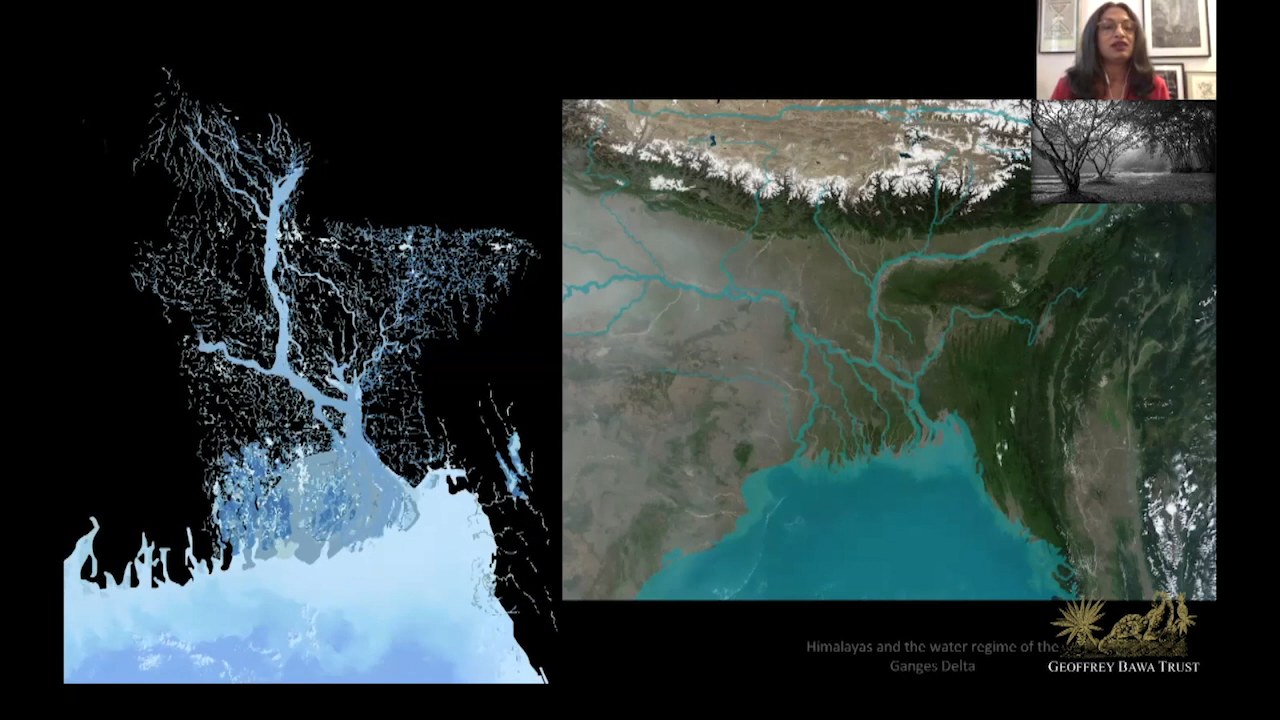 Himalayas and the water regime of the
Ganges Delta
GEOFFREY BAWA TRUST